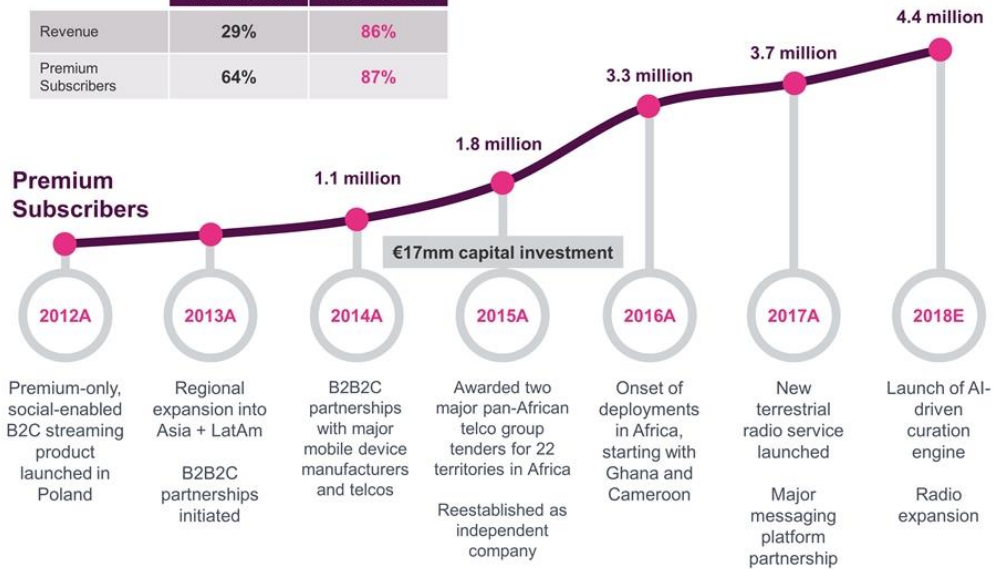 Revenue 29% 86%
Premium
Subscribers 64% 87%
4.4 million
3.7 million
3.3 million
1.8 million
1.1 million
Premium
Subscribers
€17mm capital investment
2012A
2013A
2014A
2015A
2016A
2017A
2018E
Premium-only,
social-enabled
B2C streaming
product
launched in
Poland
Regional
expansion into
Asia + LatAm
B2B2C
partnerships
initiated
B2B2C
partnerships
with major
mobile device
manufacturers
and telcos
Awarded two
major pan-African
telco group
tenders for 22
territories in Africa
Reestablished as
independent
company
Onset of
deployments
in Africa,
starting with
Ghana and
Cameroon
New
terrestrial
radio service
launched
Major
messaging
platform
partnership
Launch of AI-
driven
curation
engine
Radio
expansion